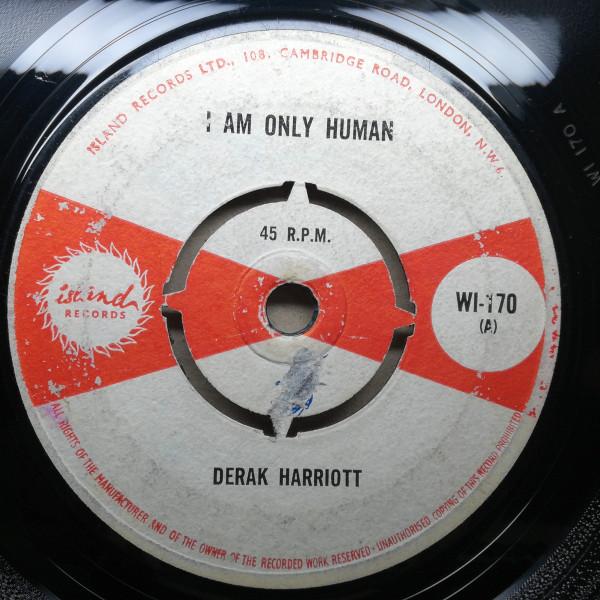 ISLAND RECORDS LTD., 108, CAMBRIDGE ROAD, LONDON, N.W.6.
I AM ONLY HUMAN
45 R.P.M.
island
RECORDS
WI-170
(A)
DERAK HARRIOTT
ALL RIGHTS OF THE MANUFACTURER AND OF THE OWNER OF THE RECORDED WORK RESERVED · UNAUTHORISED COPYING OF THIS RECORD PROHIBITED
WI 170 A